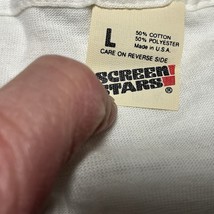 L
50% COTTON
50% POLYESTER
Made in U.S.A.
CARE ON REVERSE SIDE
SCREEN
STARS®